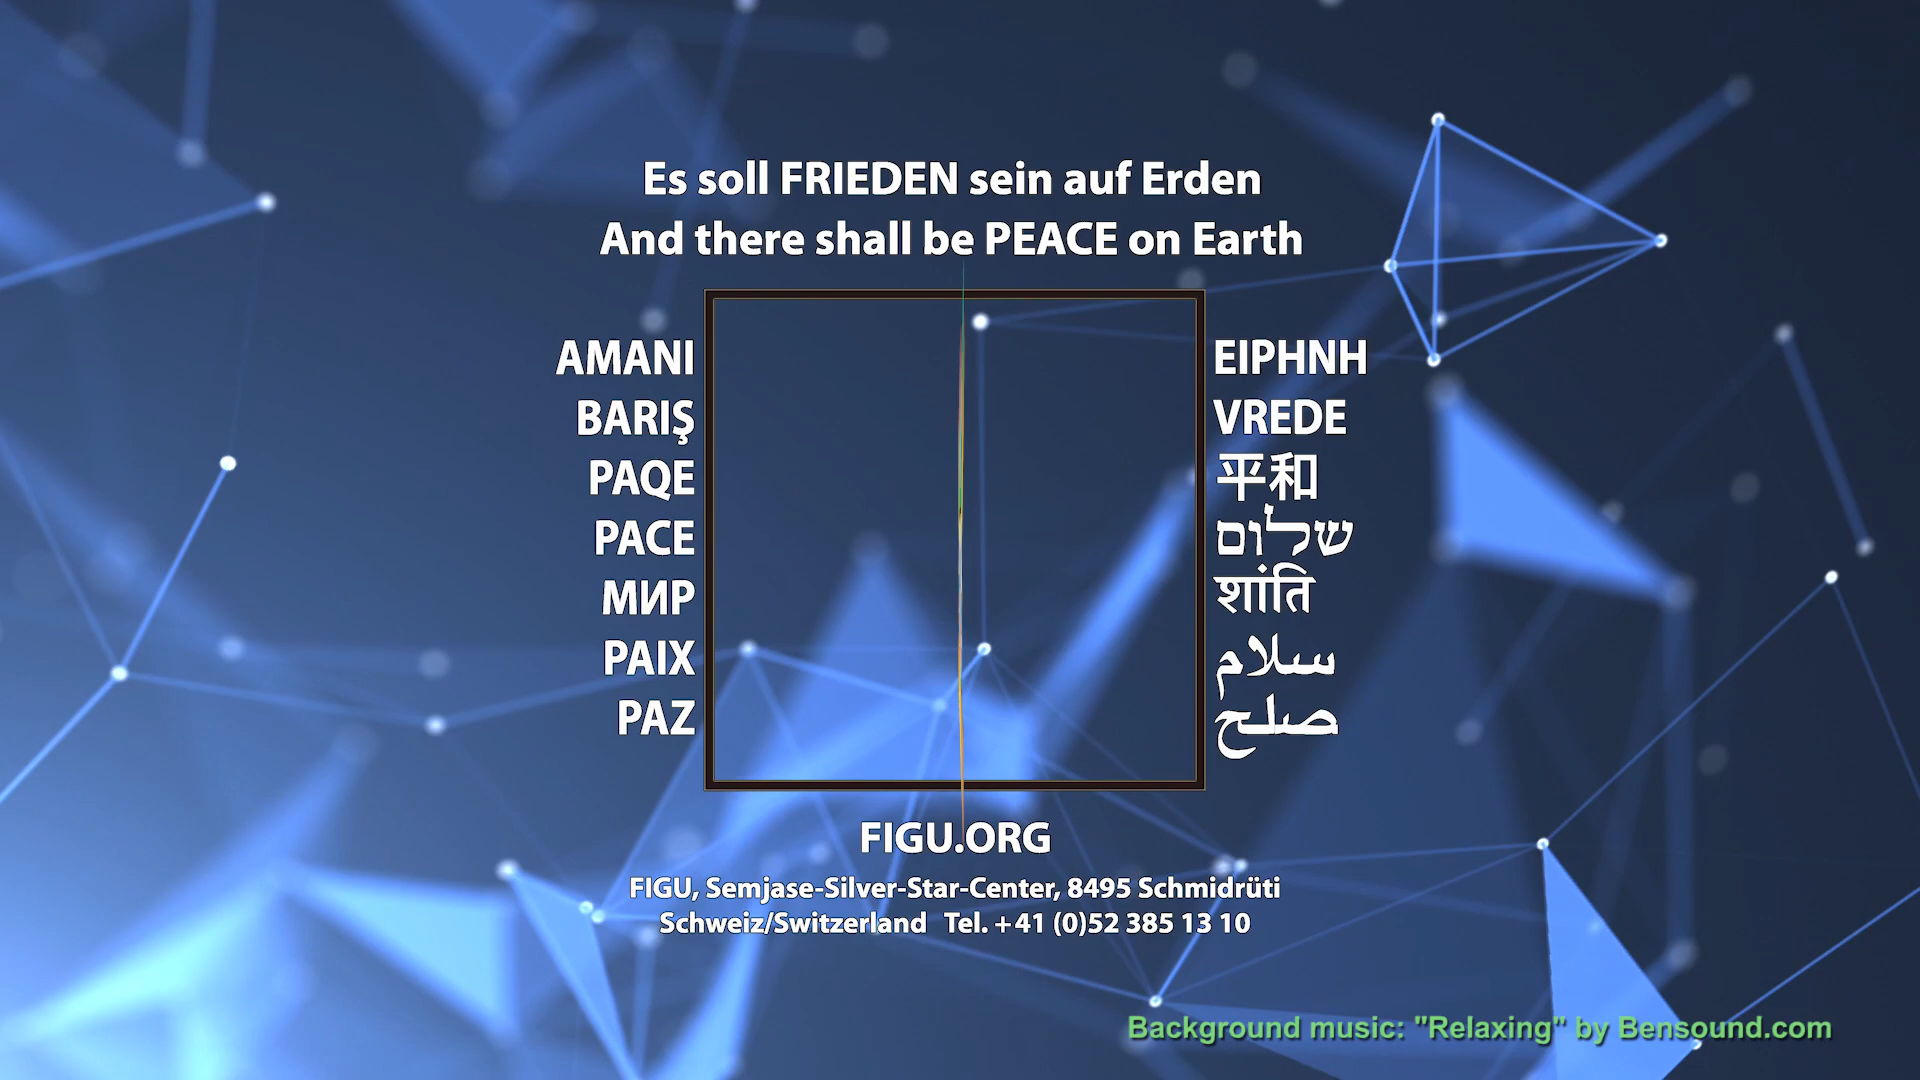 Es soll FRIEDEN sein auf Erden
And there shall be PEACE on Earth
AMANI
BARIŞ
PAQE
PACE
МИР
PAIX
PAZ
ΕΙΡΗΝΗ
VREDE
平和
שלום
शांति
سلام
صلح
FIGU.ORG
FIGU, Semjase-Silver-Star-Center, 8495 Schmidrüti
Schweiz/Switzerland Tel. +41 (0)52 385 13 10
Background music: "Relaxing" by Bensound.com